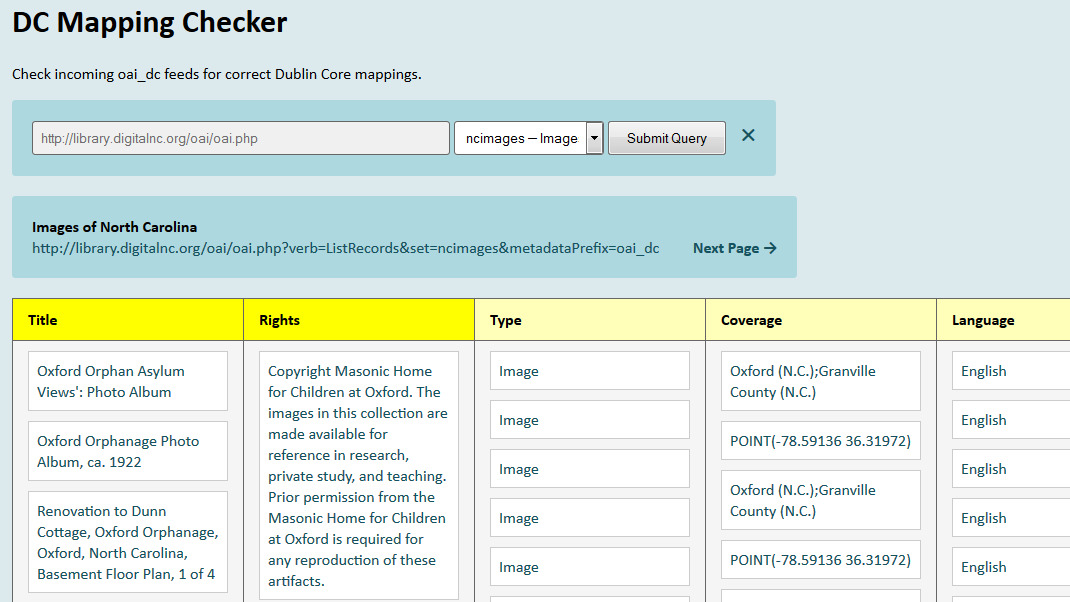 DC Mapping Checker
Check incoming oai_dc feeds for correct Dublin Core mappings.
http://library.digitalnc.org/oai/oai.php
ncimages — Image
Submit Query
✕
Images of North Carolina
http://library.digitalnc.org/oai/oai.php?verb=ListRecords&set=ncimages&metadataPrefix=oai_dc
Next Page →
Title
Rights
Type
Coverage
Language
Oxford Orphan Asylum
Views': Photo Album
Oxford Orphanage Photo
Album, ca. 1922
Renovation to Dunn
Cottage, Oxford Orphanage,
Oxford, North Carolina,
Basement Floor Plan, 1 of 4
Copyright Masonic Home
for Children at Oxford. The
images in this collection are
made available for
reference in research,
private study, and teaching.
Prior permission from the
Masonic Home for Children
at Oxford is required for
any reproduction of these
artifacts.
Image
Image
Image
Image
Image
Oxford (N.C.);Granville
County (N.C.)
POINT(-78.59136 36.31972)
Oxford (N.C.);Granville
County (N.C.)
POINT(-78.59136 36.31972)
English
English
English
English
English